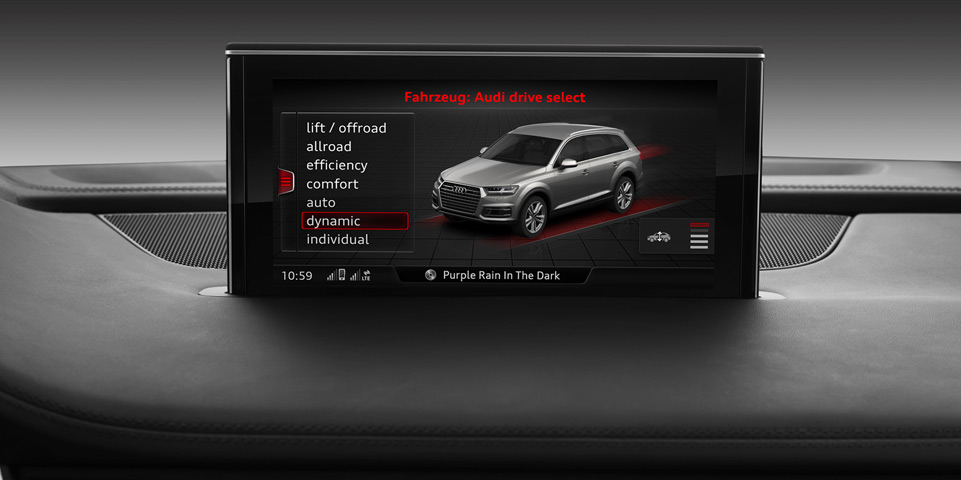 Fahrzeug: Audi drive select
lift / offroad
allroad
efficiency
comfort
auto
dynamic
individual
10:59
LTE
Purple Rain In The Dark